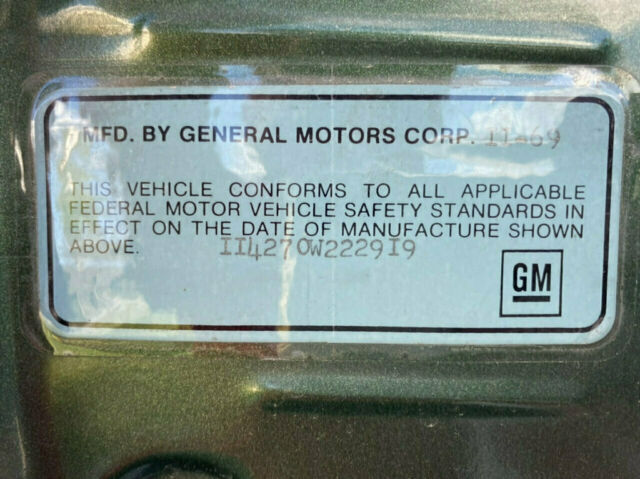 MFD. BY GENERAL MOTORS CORP. 11-69
THIS VEHICLE CONFORMS TO ALL APPLICABLE
FEDERAL MOTOR VEHICLE SAFETY STANDARDS IN
EFFECT ON THE DATE OF MANUFACTURE SHOWN
ABOVE. 114270W222919
GM